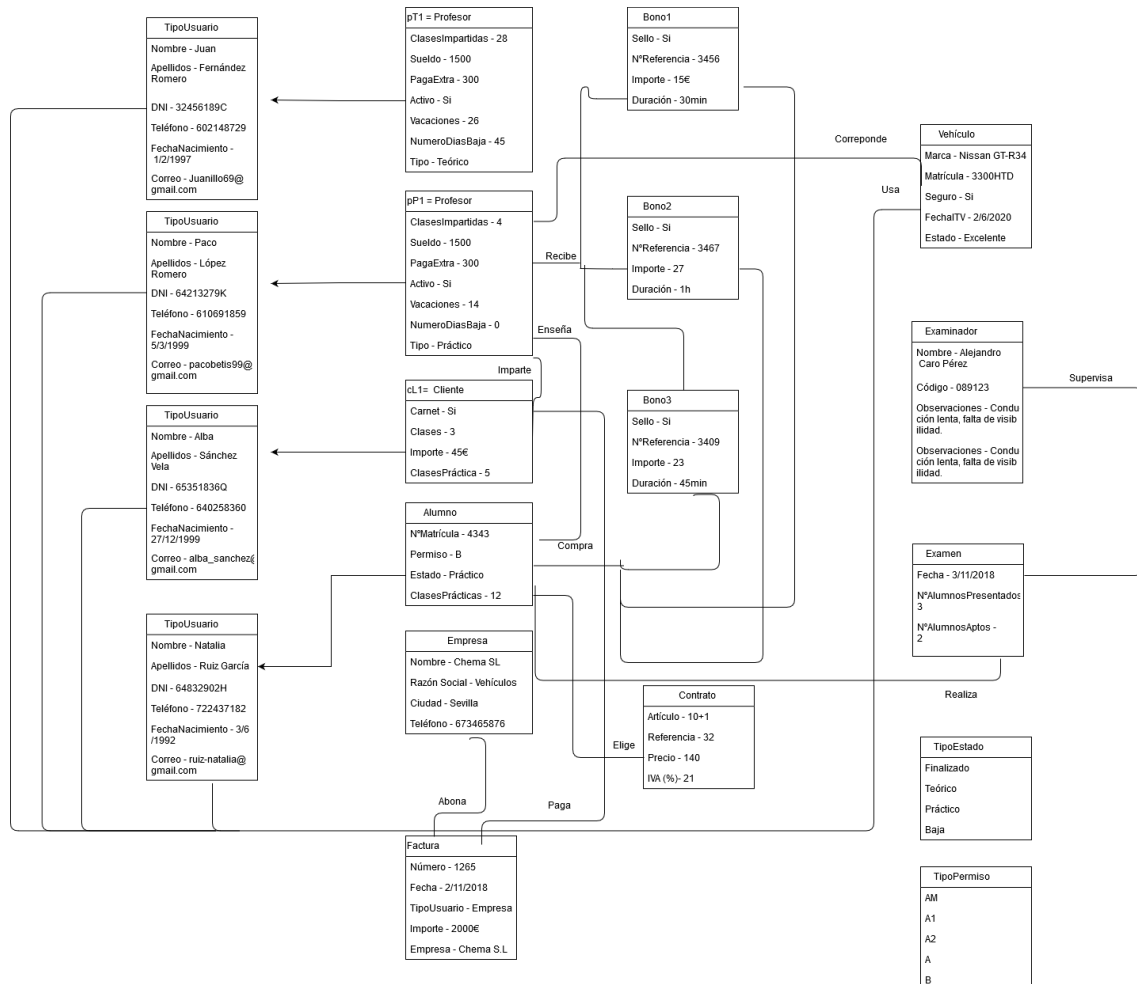 TipoUsuario
Nombre - Juan
Apellidos - Fernández
Romero
DNI - 32456189C
Teléfono - 602148729
FechaNacimiento -
1/2/1997
Correo - Juanillo69@
gmail.com
TipoUsuario
Nombre - Paco
Apellidos - López
Romero
DNI - 64213279K
Teléfono - 610691859
FechaNacimiento -
5/3/1999
Correo - pacobetis99@
gmail.com
TipoUsuario
Nombre - Alba
Apellidos - Sánchez
Vela
DNI - 65351836Q
Teléfono - 640258360
FechaNacimiento -
27/12/1999
Correo - alba_sanchez@
gmail.com
TipoUsuario
Nombre - Natalia
Apellidos - Ruiz García
DNI - 64832902H
Teléfono - 722437182
FechaNacimiento - 3/6
/1992
Correo - ruiz-natalia@
gmail.com
pT1 = Profesor
ClasesImpartidas - 28
Sueldo - 1500
PagaExtra - 300
Activo - Si
Vacaciones - 26
NumeroDiasBaja - 45
Tipo - Teórico
pP1 = Profesor
ClasesImpartidas - 4
Sueldo - 1500
PagaExtra - 300
Activo - Si
Vacaciones - 14
NumeroDiasBaja - 0
Tipo - Práctico
Recibe
Enseña
Imparte
cL1= Cliente
Carnet - Si
Clases - 3
Importe - 45€
ClasesPráctica - 5
Alumno
NºMatrícula - 4343
Permiso - B
Estado - Práctico
ClasesPrácticas - 12
Compra
Empresa
Nombre - Chema SL
Razón Social - Vehículos
Ciudad - Sevilla
Teléfono - 673465876
Elige
Abona
Paga
Factura
Número - 1265
Fecha - 2/11/2018
TipoUsuario - Empresa
Importe - 2000€
Empresa - Chema S.L
Bono1
Sello - Si
NºReferencia - 3456
Importe - 15€
Duración - 30min
Bono2
Sello - Si
NºReferencia - 3467
Importe - 27
Duración - 1h
Bono3
Sello - Si
NºReferencia - 3409
Importe - 23
Duración - 45min
Contrato
Artículo - 10+1
Referencia - 32
Precio - 140
IVA (%)- 21
Correponde
Usa
Vehículo
Marca - Nissan GT-R34
Matrícula - 3300HTD
Seguro - Si
FechaITV - 2/6/2020
Estado - Excelente
Examinador
Nombre - Alejandro
Caro Pérez
Código - 089123
Observaciones - Condu
ción lenta, falta de visib
ilidad.
Observaciones - Condu
ción lenta, falta de visib
ilidad.
Supervisa
Examen
Fecha - 3/11/2018
NºAlumnosPresentados
3
NºAlumnosAptos -
2
Realiza
TipoEstado
Finalizado
Teórico
Práctico
Baja
TipoPermiso
AM
A1
A2
A
B